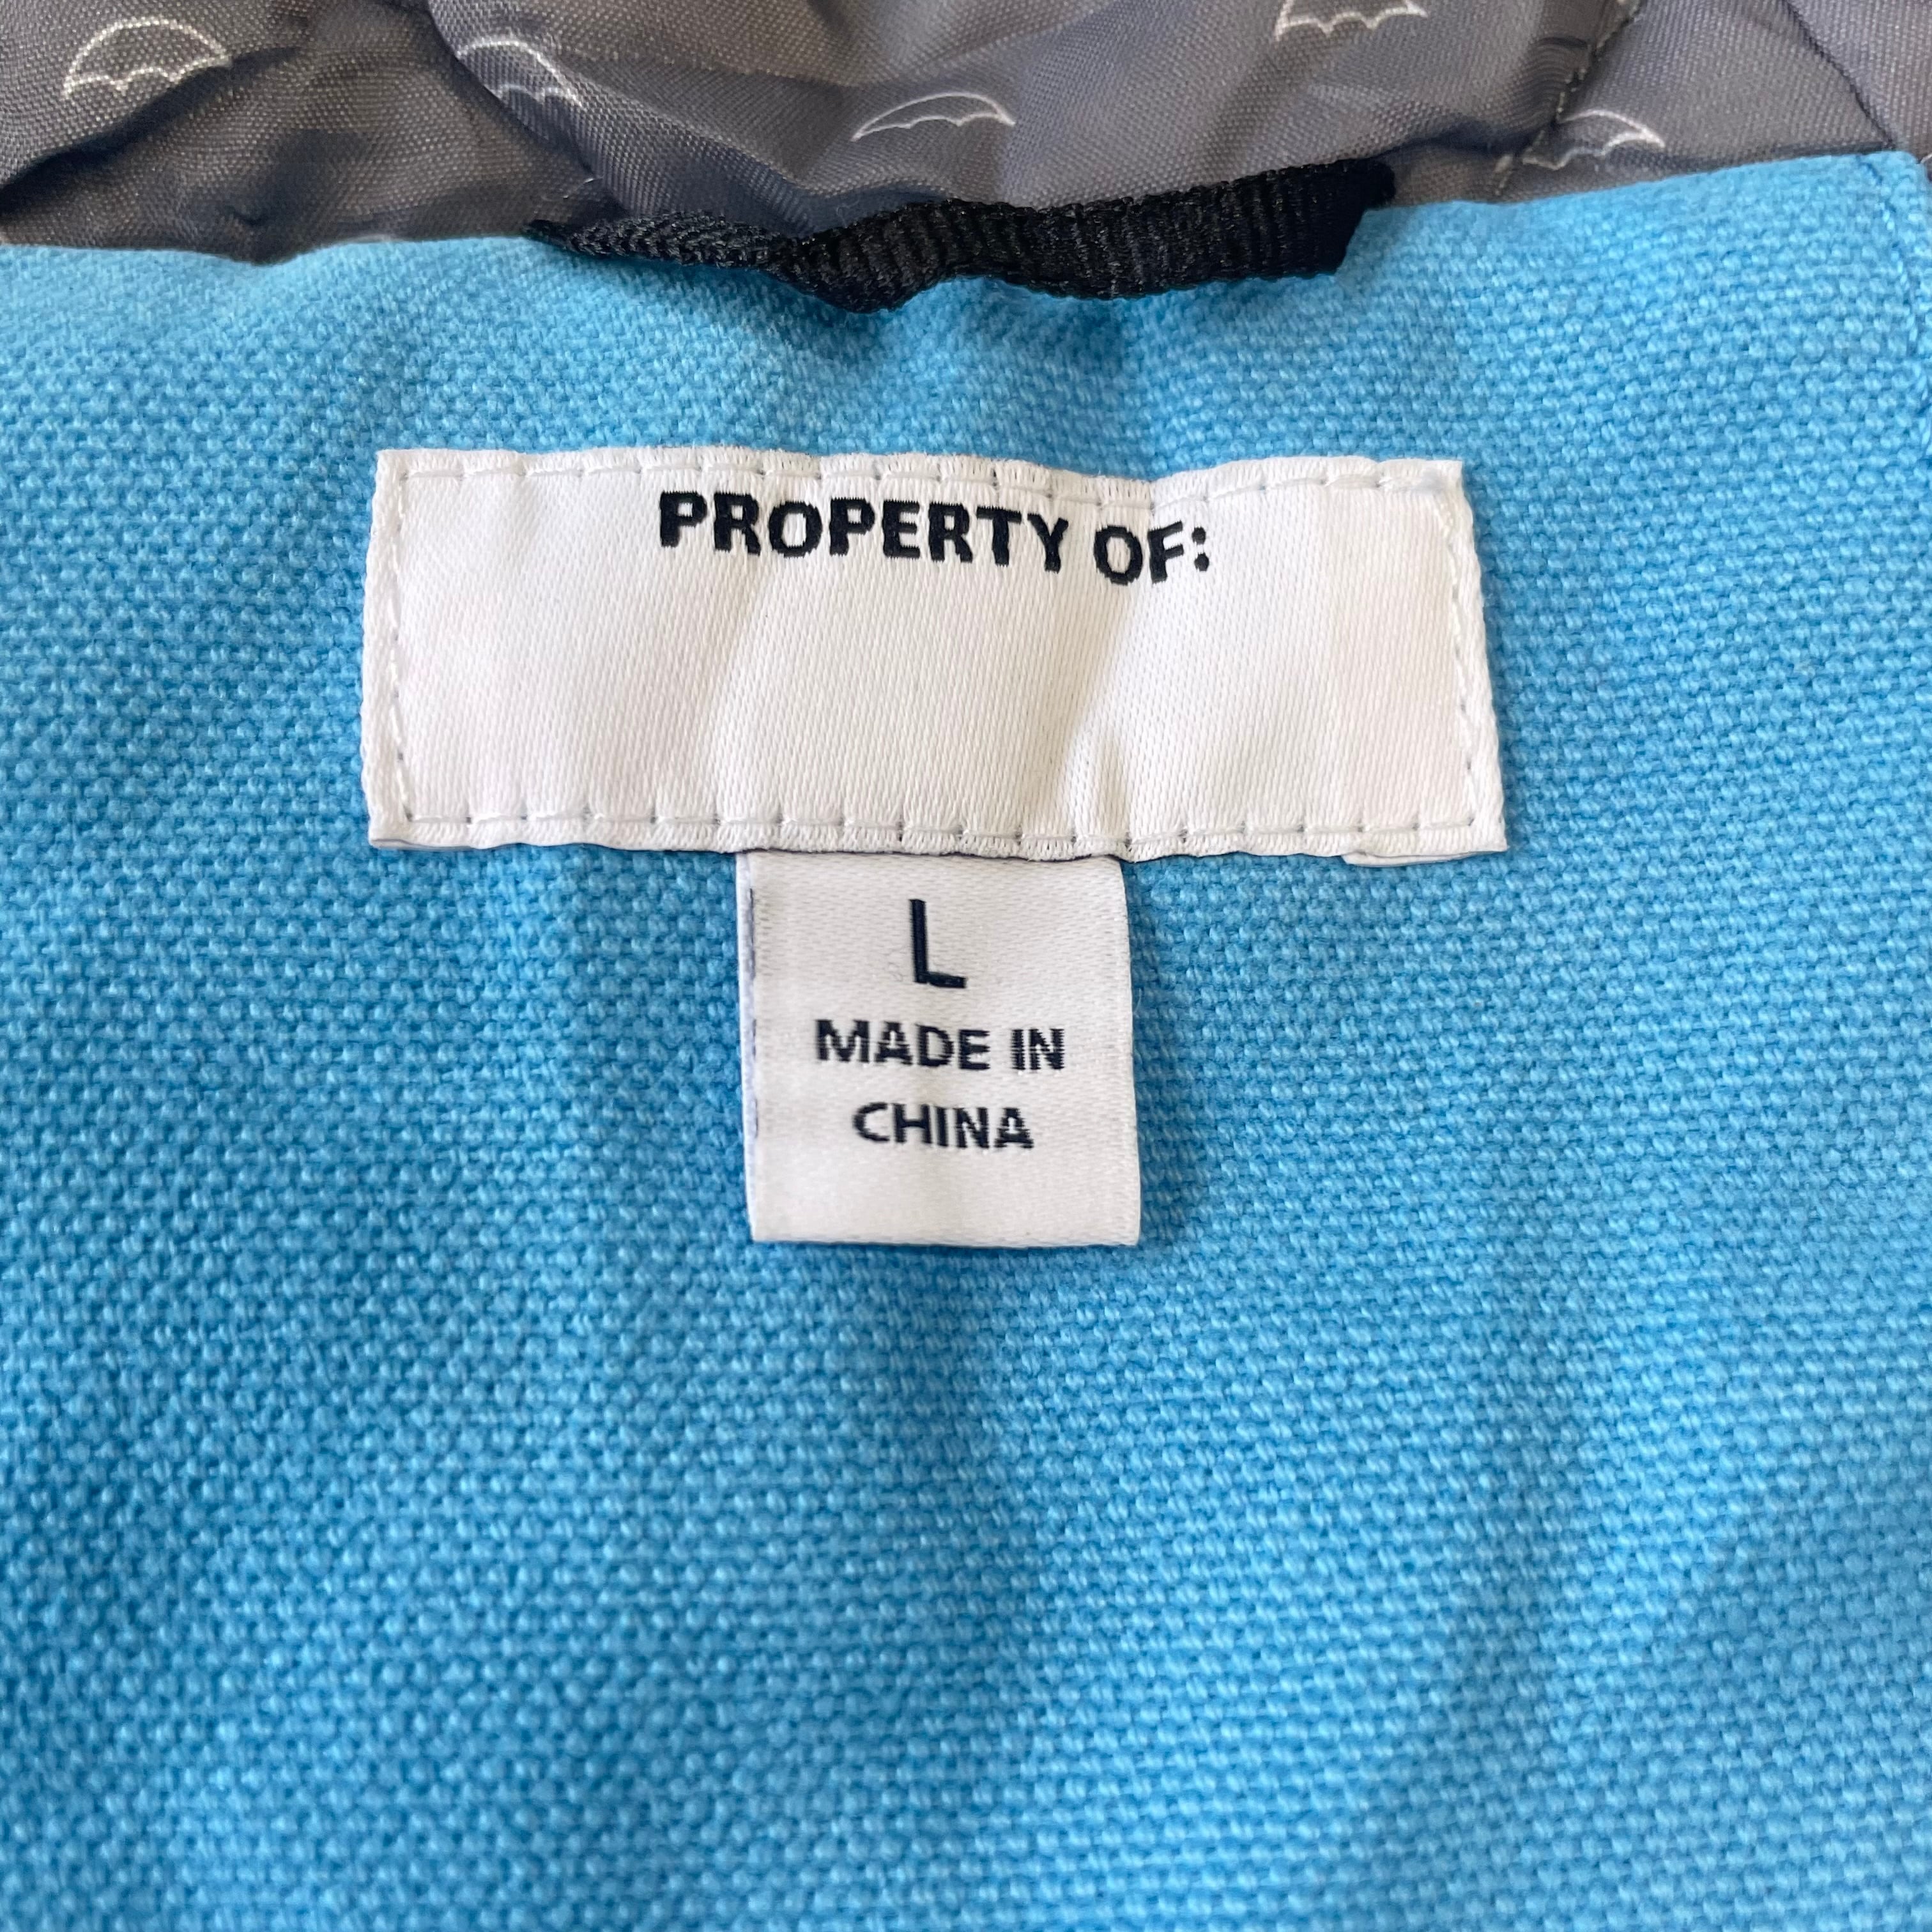 PROPERTY OF:
L
MADE IN
CHINA